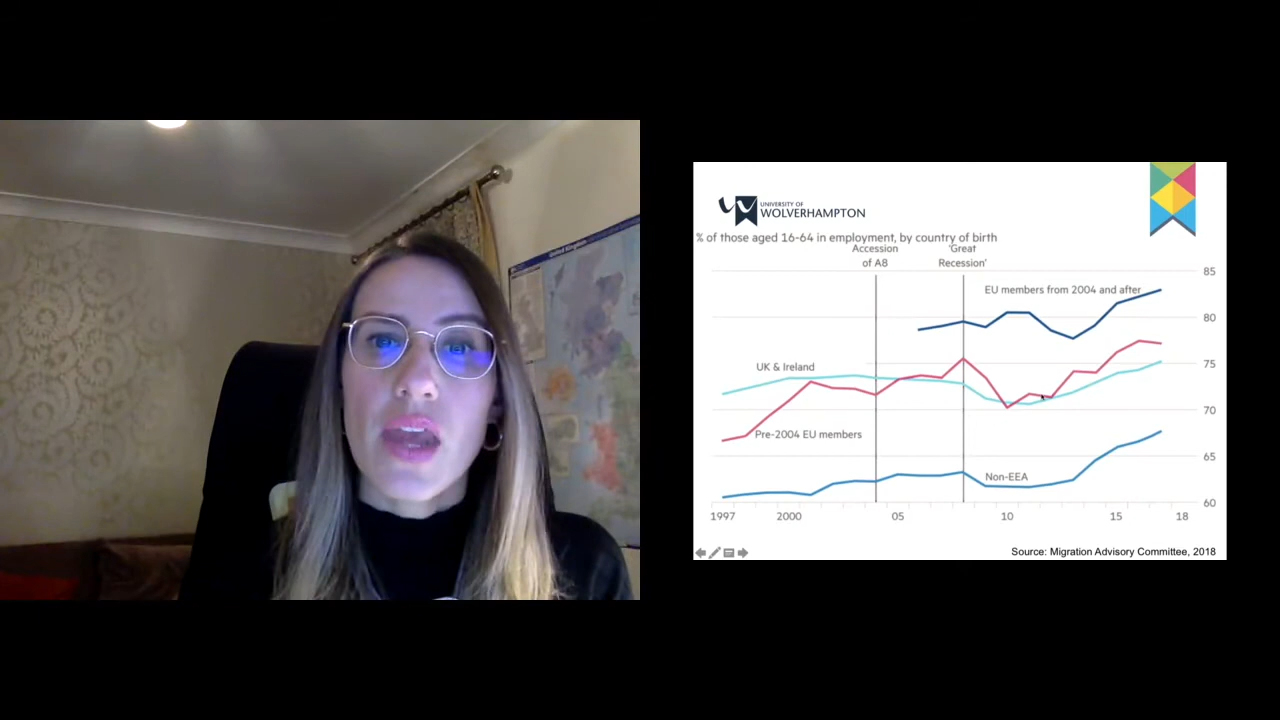 United Kingdom
UNIVERSITY OF
WOLVERHAMPTON
% of those aged 16-64 in employment, by country of birth
Accession
of A8
'Great
Recession'
85
EU members from 2004 and after
80
UK & Ireland
75
70
Pre-2004 EU members
65
Non-EEA
60
1997
2000
05
10
15
18
Source: Migration Advisory Committee, 2018